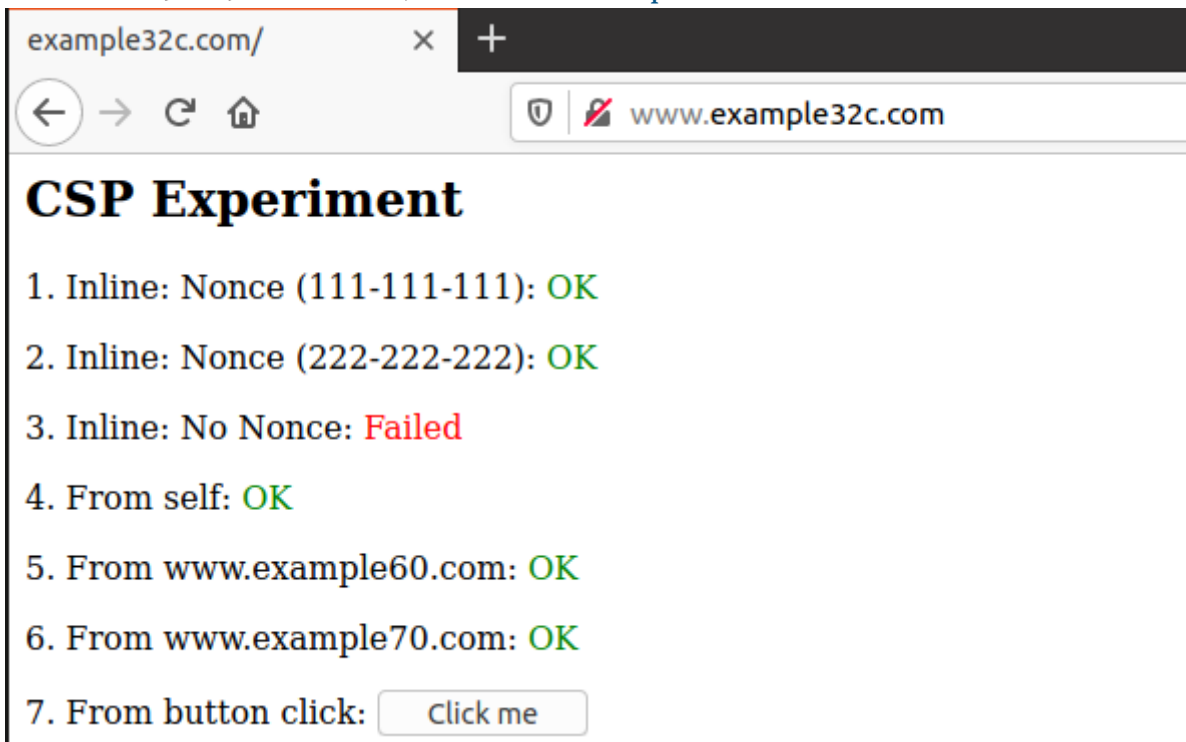 example32c.com/
www.example32c.com
CSP Experiment
1. Inline: Nonce (111-111-111): OK
2. Inline: Nonce (222-222-222): OK
3. Inline: No Nonce: Failed
4. From self: OK
5. From www.example60.com: OK
6. From www.example70.com: OK
7. From button click: Click me